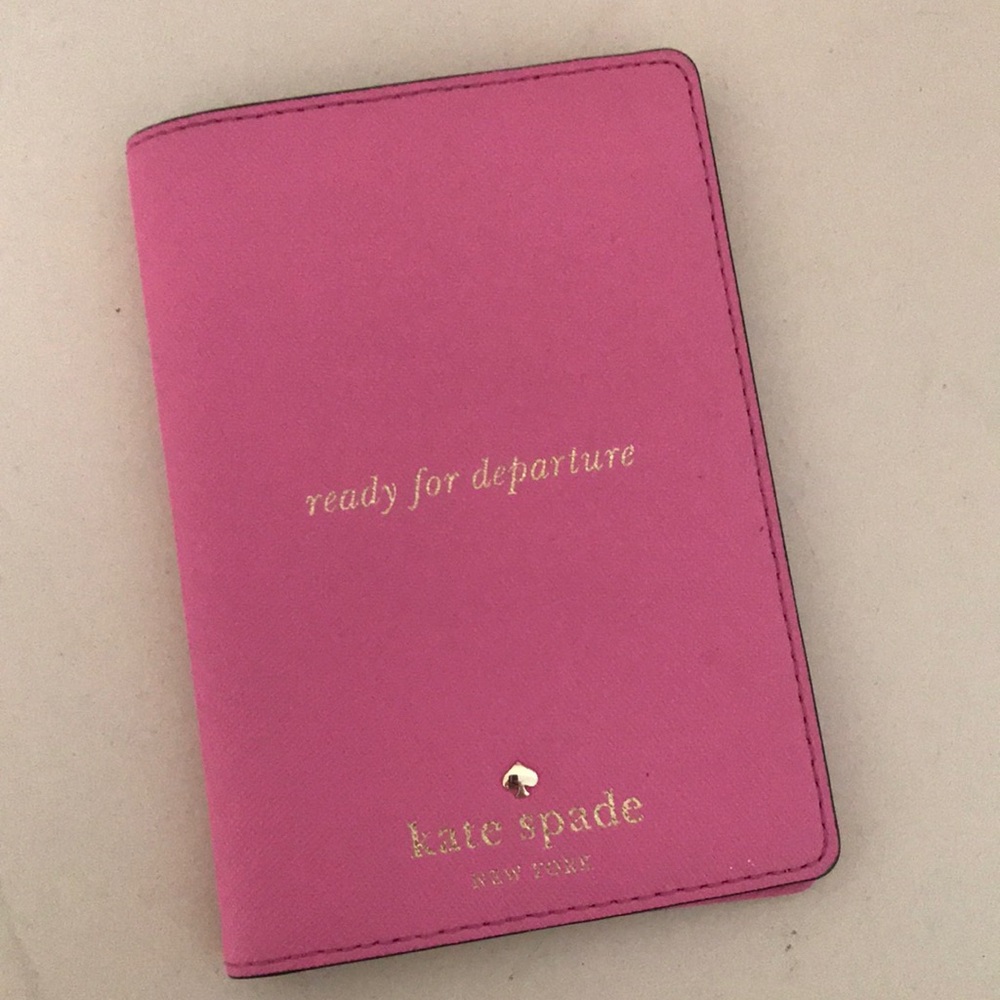 ready for departure
kate spade
NEW YORK